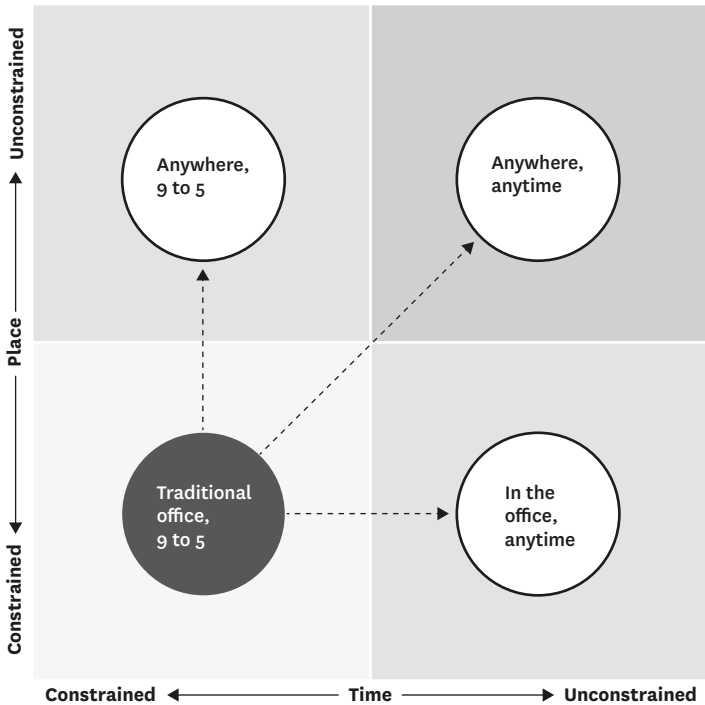 Unconstrained
Place
Constrained
Anywhere,
9 to 5
Anywhere,
anytime
Traditional
office,
9 to 5
In the
office,
anytime
Constrained
Time
Unconstrained